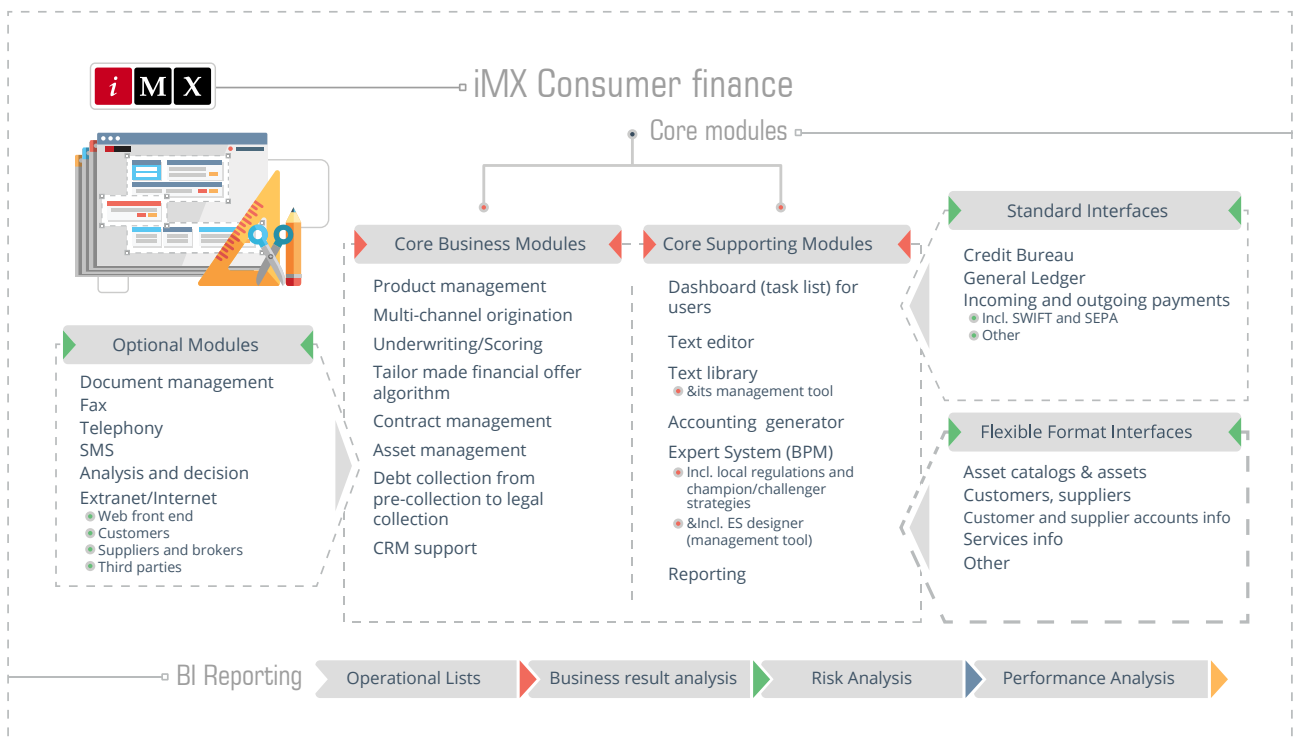 iMX
iMX Consumer finance
Core modules
Optional Modules
Document management
Fax
Telephony
SMS
Analysis and decision
Extranet/Internet
Web front end
Customers
Suppliers and brokers
Third parties
Core Business Modules
Product management
Multi-channel origination
Underwriting/Scoring
Tailor made financial offer
algorithm
Contract management
Asset management
Debt collection from
pre-collection to legal
collection
CRM support
Core Supporting Modules
Dashboard (task list) for
users
Text editor
Text library
&its management tool
Accounting generator
Expert System (BPM)
Incl. local regulations and
champion/challenger
strategies
&Incl. ES designer
(management tool)
Reporting
Standard Interfaces
Credit Bureau
General Ledger
Incoming and outgoing payments
Incl. SWIFT and SEPA
Other
Flexible Format Interfaces
Asset catalogs & assets
Customers, suppliers
Customer and supplier accounts info
Services info
Other
BI Reporting
Operational Lists
Business result analysis
Risk Analysis
Performance Analysis